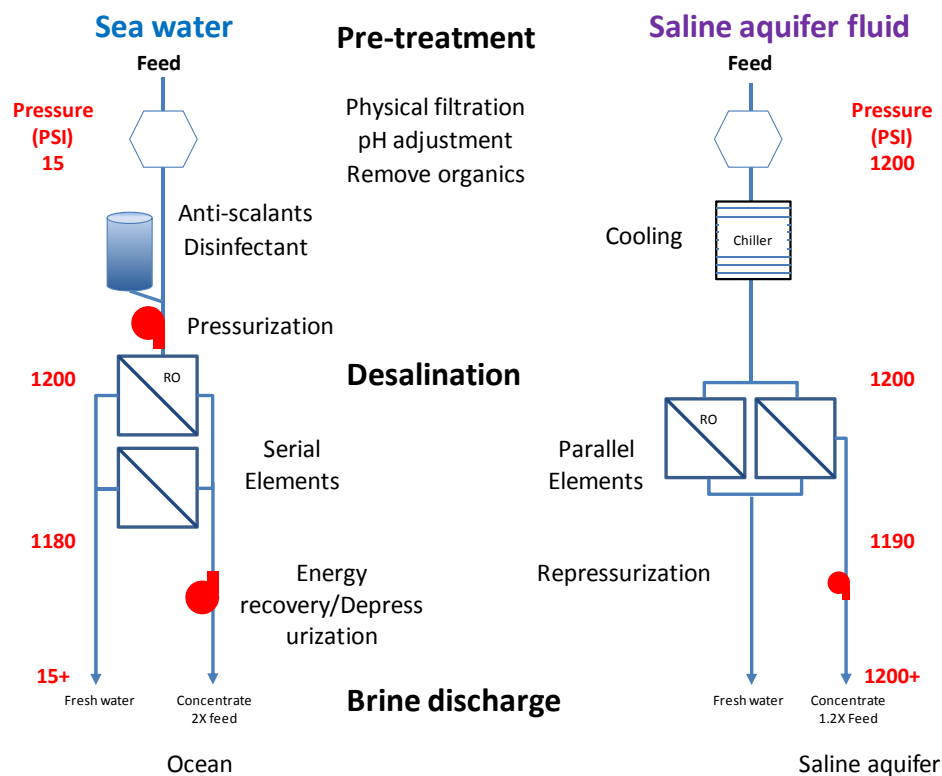 Sea water
Pre-treatment
Saline aquifer fluid
Feed
Feed
Pressure
(PSI)
15
Physical filtration
pH adjustment
Remove organics
Pressure
(PSI)
1200
Anti-scalants
Disinfectant
Cooling
Chiller
Pressurization
1200
RO
Desalination
1200
RO
Serial
Elements
Parallel
Elements
1180
1190
Energy
recovery/Depress
urization
Repressurization
15+
1200+
Fresh water
Concentrate
2X feed
Brine discharge
Fresh water
Concentrate
1.2X Feed
Ocean
Saline aquifer